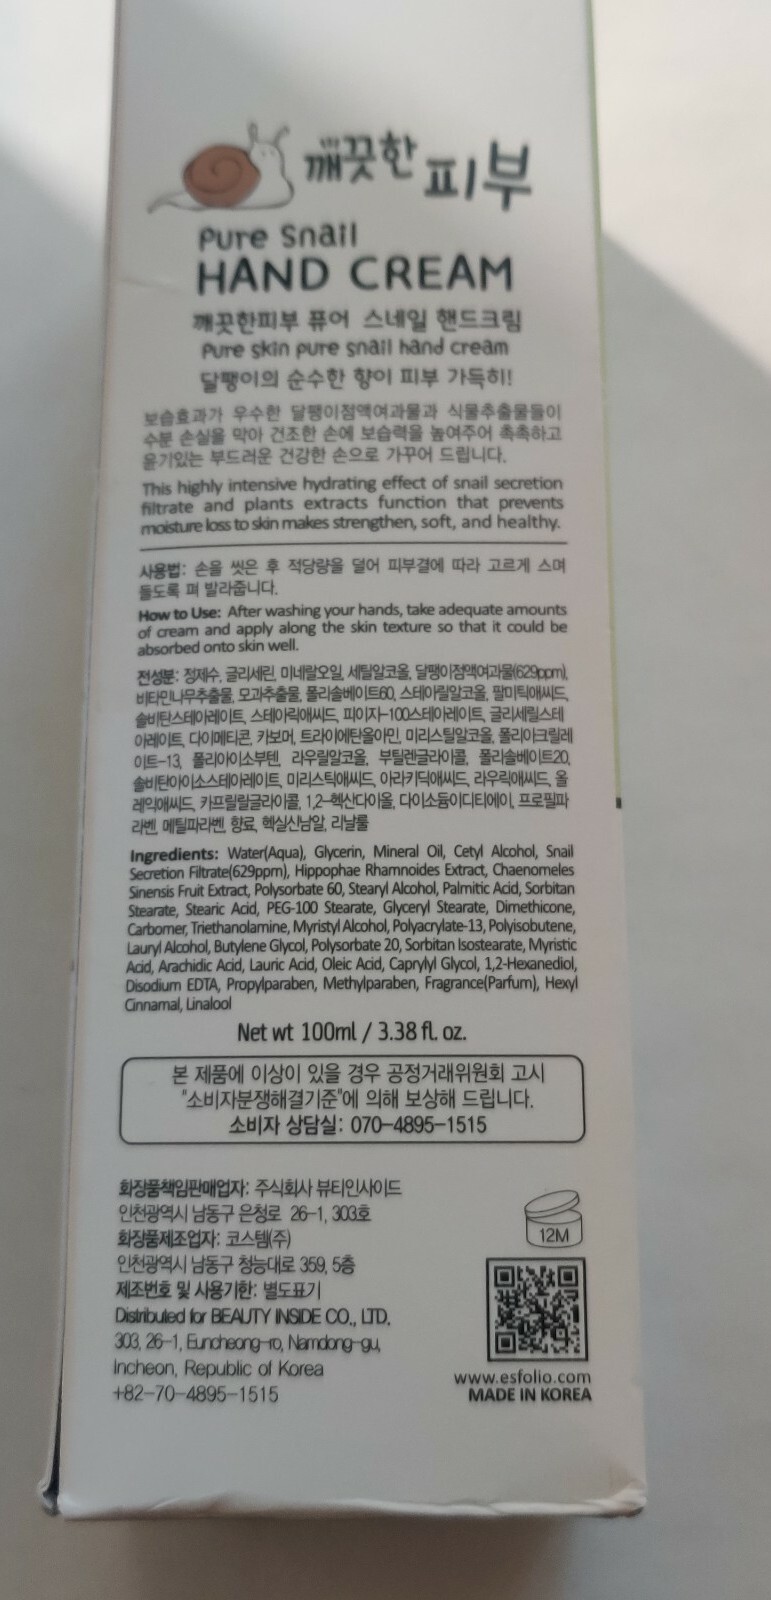 깨끗한 피부
Pure Snail
HAND CREAM
깨끗한피부 퓨어 스네일 핸드크림
Pure skin pure snail hand cream
달팽이의 순수한 향이 피부 가득히!
보습효과가 우수한 달팽이점액여과물과 식물추출물들이
수분 손실을 막아 건조한 손에 보습력을 높여주어 촉촉하고
윤기있는 부드러운 건강한 손으로 가꾸어 드립니다.
This highly intensive hydrating effect of snail secretion
filtrate and plants extracts function that prevents
moisture loss to skin makes strengthen, soft, and healthy.
사용법: 손을 씻은 후 적당량을 덜어 피부결에 따라 고르게 스며
들도록 펴 발라줍니다.
How to Use: After washing your hands, take adequate amounts
of cream and apply along the skin texture so that it could be
absorbed onto skin well.
전성분: 정제수, 글리세린, 미네랄오일, 세틸알코올, 달팽이점액여과물(629ppm),
비타민나무추출물, 모과추출물, 폴리솔베이트60, 스테아릴알코올, 팔미틱애씨드,
솔비탄스테아레이트, 스테아릭애씨드, 피이지-100스테아레이트, 글리세릴스테
아레이트, 다이메티콘, 카보머, 트라이에탄올아민, 미리스틸알코올, 폴리아크릴레
이트-13, 폴리아이소부텐, 라우릴알코올, 부틸렌글라이콜, 폴리솔베이트20,
솔비탄아이소스테아레이트, 미리스틱애씨드, 아라키딕애씨드, 라우릭애씨드, 올
레익애씨드, 카프릴릴글라이콜, 1,2-헥산다이올, 다이소듐이디티에이, 프로필파
라벤, 메틸파라벤, 향료, 헥실신남알, 리날룰
Ingredients: Water(Aqua), Glycerin, Mineral Oil, Cetyl Alcohol, Snail
Secretion Filtrate(629ppm), Hippophae Rhamnoides Extract, Chaenomeles
Sinensis Fruit Extract, Polysorbate 60, Stearyl Alcohol, Palmitic Acid, Sorbitan
Stearate, Stearic Acid, PEG-100 Stearate, Glyceryl Stearate, Dimethicone,
Carbomer, Triethanolamine, Myristyl Alcohol, Polyacrylate-13, Polyisobutene,
Lauryl Alcohol, Butylene Glycol, Polysorbate 20, Sorbitan Isostearate, Myristic
Acid, Arachidic Acid, Lauric Acid, Oleic Acid, Caprylyl Glycol, 1,2-Hexanediol,
Disodium EDTA, Propylparaben, Methylparaben, Fragrance(Parfum), Hexyl
Cinnamal, Linalool
Net wt 100ml / 3.38 fl. oz.
본 제품에 이상이 있을 경우 공정거래위원회 고시
"소비자분쟁해결기준"에 의해 보상해 드립니다.
소비자 상담실: 070-4895-1515
화장품책임판매업자: 주식회사 뷰티인사이드
인천광역시 남동구 은청로 26-1, 303호
화장품제조업자: 코스템(주)
인천광역시 남동구 청능대로 359, 5층
제조번호 및 사용기한: 별도표기
Distributed for BEAUTY INSIDE CO., LTD.
303, 26-1, Euncheong-ro, Namdong-gu,
Incheon, Republic of Korea
+82-70-4895-1515
12M
www.esfolio.com
MADE IN KOREA